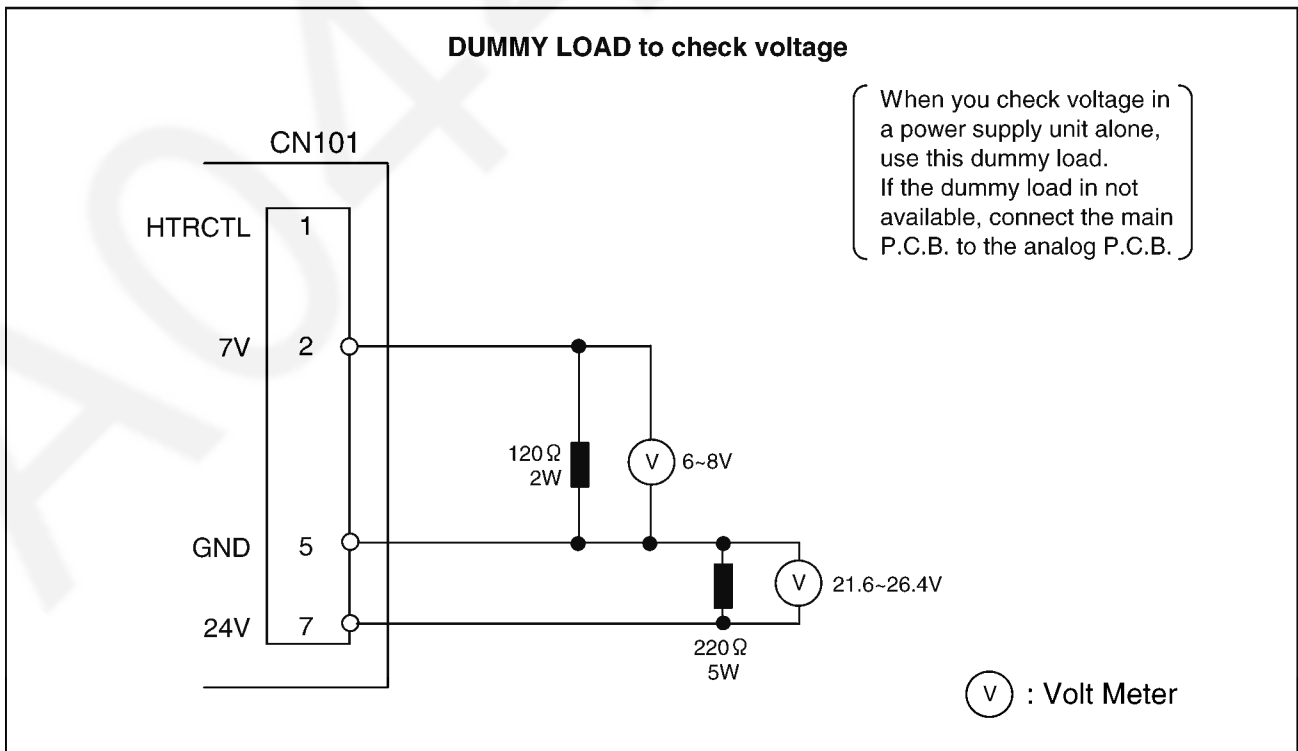 DUMMY LOAD to check voltage
When you check voltage in
a power supply unit alone,
use this dummy load.
If the dummy load in not
available, connect the main
P.C.B. to the analog P.C.B.
CN101
HTRCTL 1
7V 2
120Ω
2W
V 6~8V
GND 5
V 21.6~26.4V
24V 7
220Ω
5W
V : Volt Meter